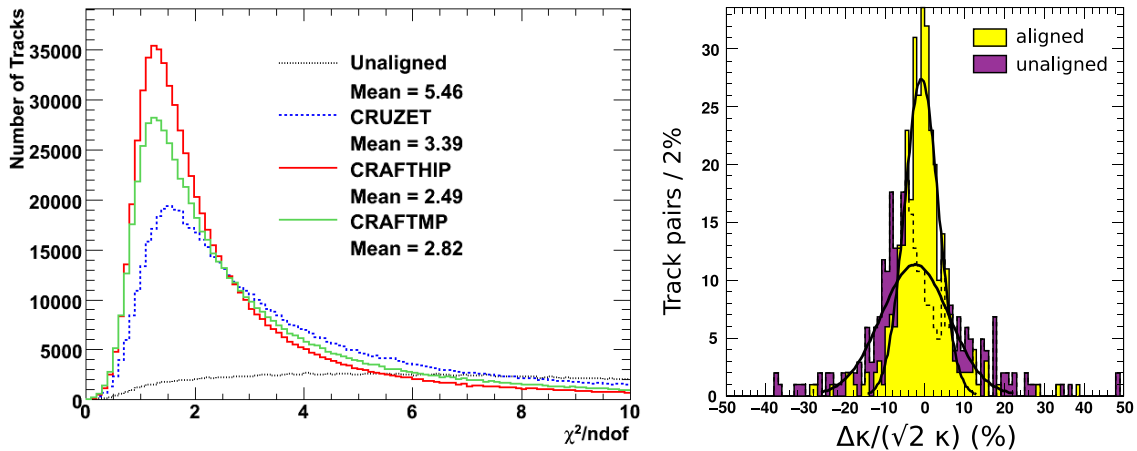 Number of Tracks
35000
30000
25000
20000
15000
10000
5000
0
0 2 4 6 8 10
χ²/ndof
Unaligned
Mean = 5.46
CRUZET
Mean = 3.39
CRAFTHIP
Mean = 2.49
CRAFTMP
Mean = 2.82
Track pairs / 2%
30
25
20
15
10
5
0
−50 −40 −30 −20 −10 0 10 20 30 40 50
Δκ/(√2 κ) (%)
aligned
unaligned